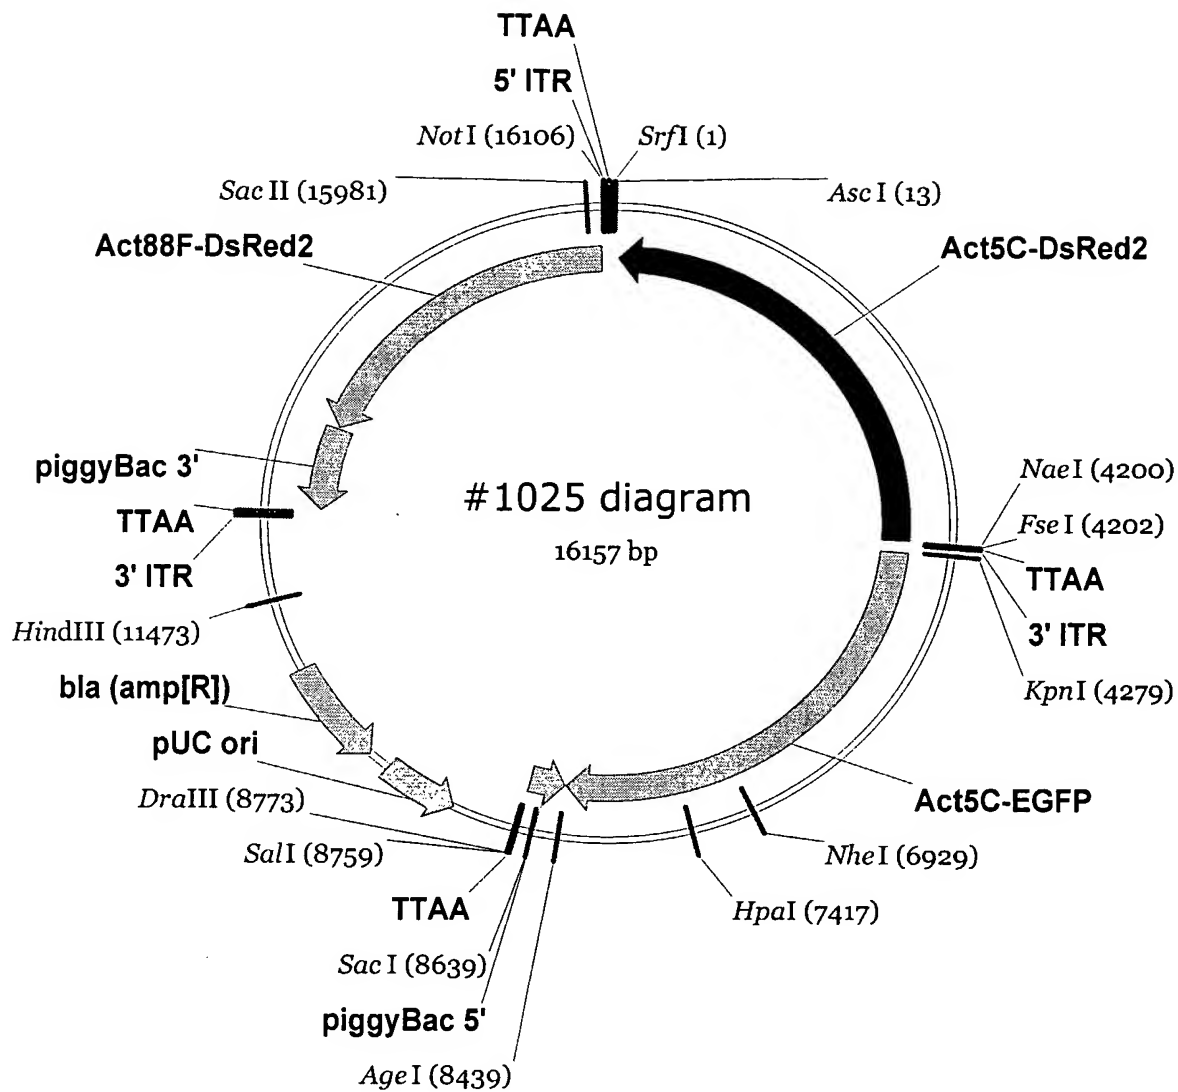 TTAA
5' ITR
NotI (16106)
SrfI (1)
SacII (15981)
AscI (13)
Act88F-DsRed2
Act5C-DsRed2
piggyBac 3'
#1025 diagram
NaeI (4200)
TTAA
16157 bp
FseI (4202)
3' ITR
TTAA
HindIII (11473)
3' ITR
bla (amp[R])
KpnI (4279)
pUC ori
DraIII (8773)
Act5C-EGFP
SalI (8759)
NheI (6929)
TTAA
HpaI (7417)
SacI (8639)
piggyBac 5'
AgeI (8439)